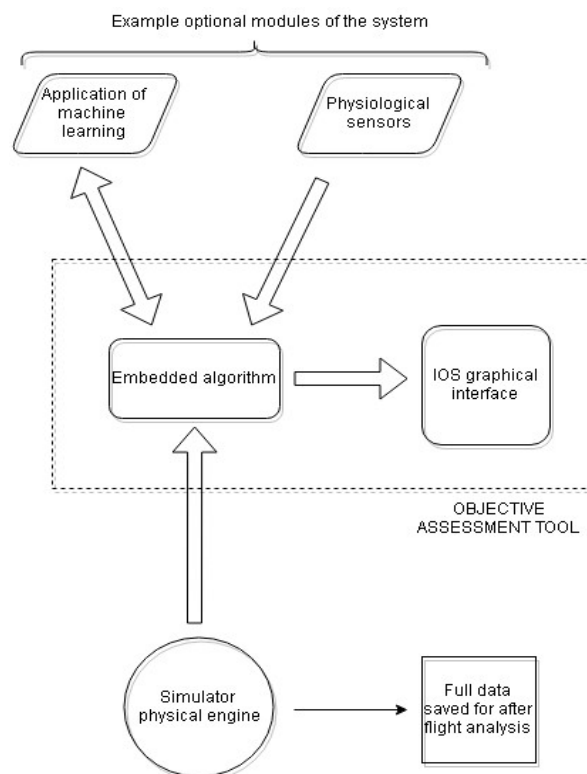 Example optional modules of the system
Application of
machine
learning
Physiological
sensors
Embedded algorithm
IOS graphical
interface
OBJECTIVE
ASSESSMENT TOOL
Simulator
physical engine
Full data
saved for after
flight analysis